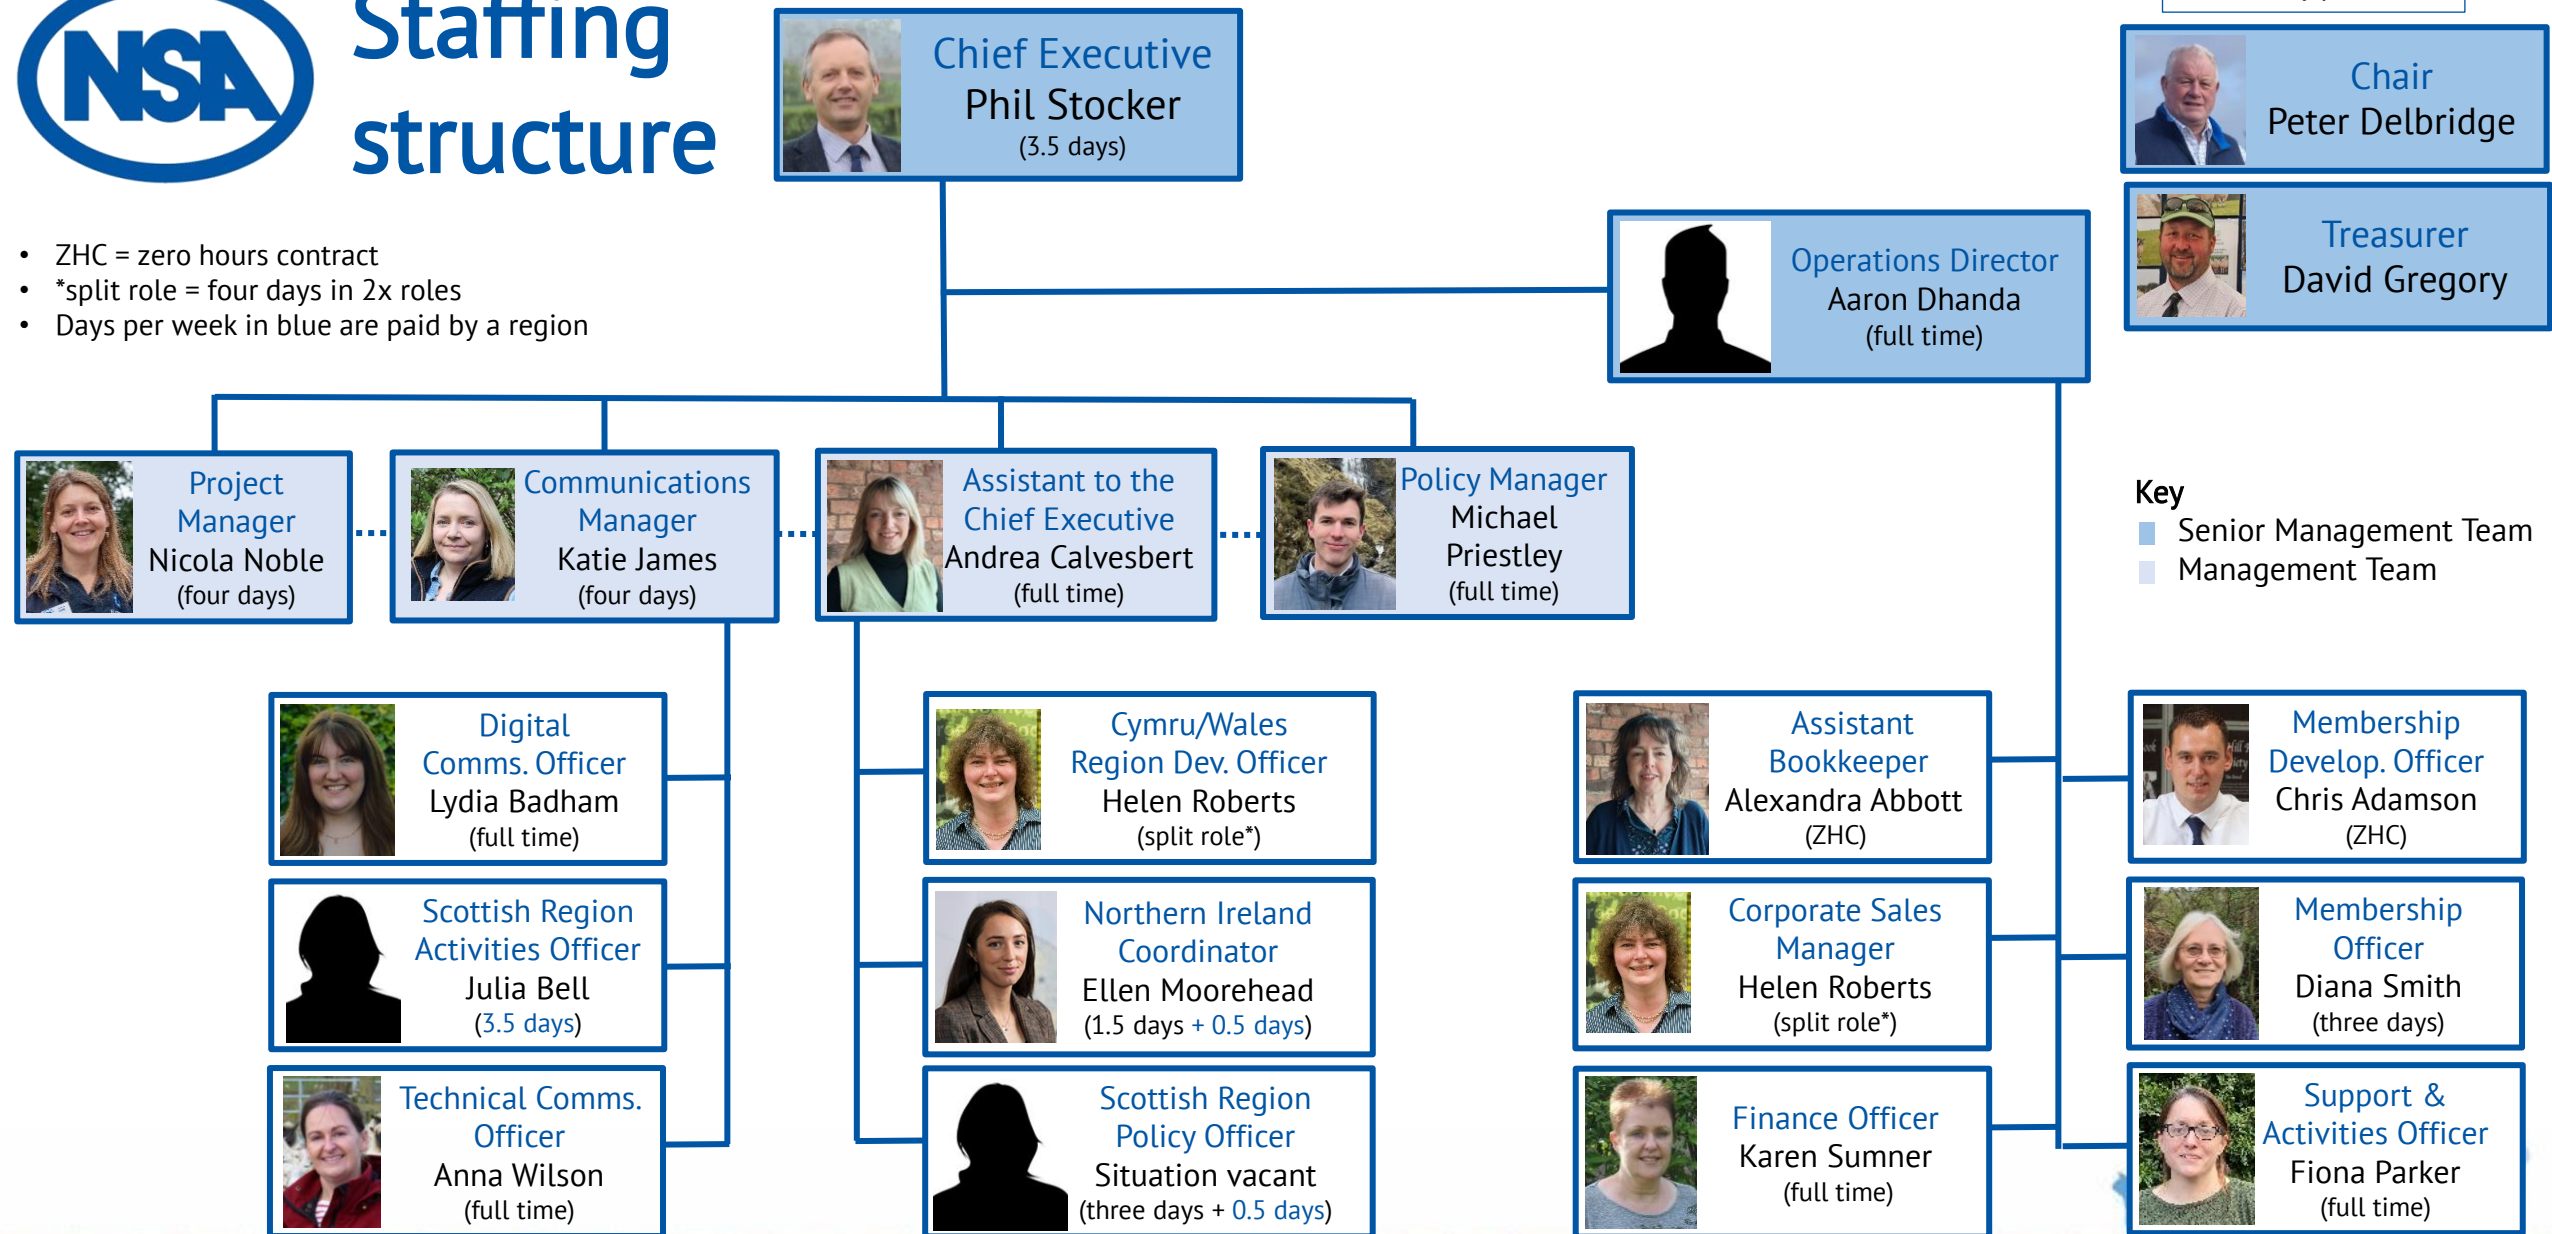 NSA
Staffing
structure
• ZHC = zero hours contract
• *split role = four days in 2x roles
• Days per week in blue are paid by a region
Chief Executive
Phil Stocker
(3.5 days)
Chair
Peter Delbridge
Treasurer
David Gregory
Operations Director
Aaron Dhanda
(full time)
Project
Manager
Nicola Noble
(four days)
Communications
Manager
Katie James
(four days)
Assistant to the
Chief Executive
Andrea Calvesbert
(full time)
Policy Manager
Michael
Priestley
(full time)
Key
Senior Management Team
Management Team
Digital
Comms. Officer
Lydia Badham
(full time)
Scottish Region
Activities Officer
Julia Bell
(3.5 days)
Technical Comms.
Officer
Anna Wilson
(full time)
Cymru/Wales
Region Dev. Officer
Helen Roberts
(split role*)
Northern Ireland
Coordinator
Ellen Moorehead
(1.5 days + 0.5 days)
Scottish Region
Policy Officer
Situation vacant
(three days + 0.5 days)
Assistant
Bookkeeper
Alexandra Abbott
(ZHC)
Corporate Sales
Manager
Helen Roberts
(split role*)
Finance Officer
Karen Sumner
(full time)
Membership
Develop. Officer
Chris Adamson
(ZHC)
Membership
Officer
Diana Smith
(three days)
Support &
Activities Officer
Fiona Parker
(full time)